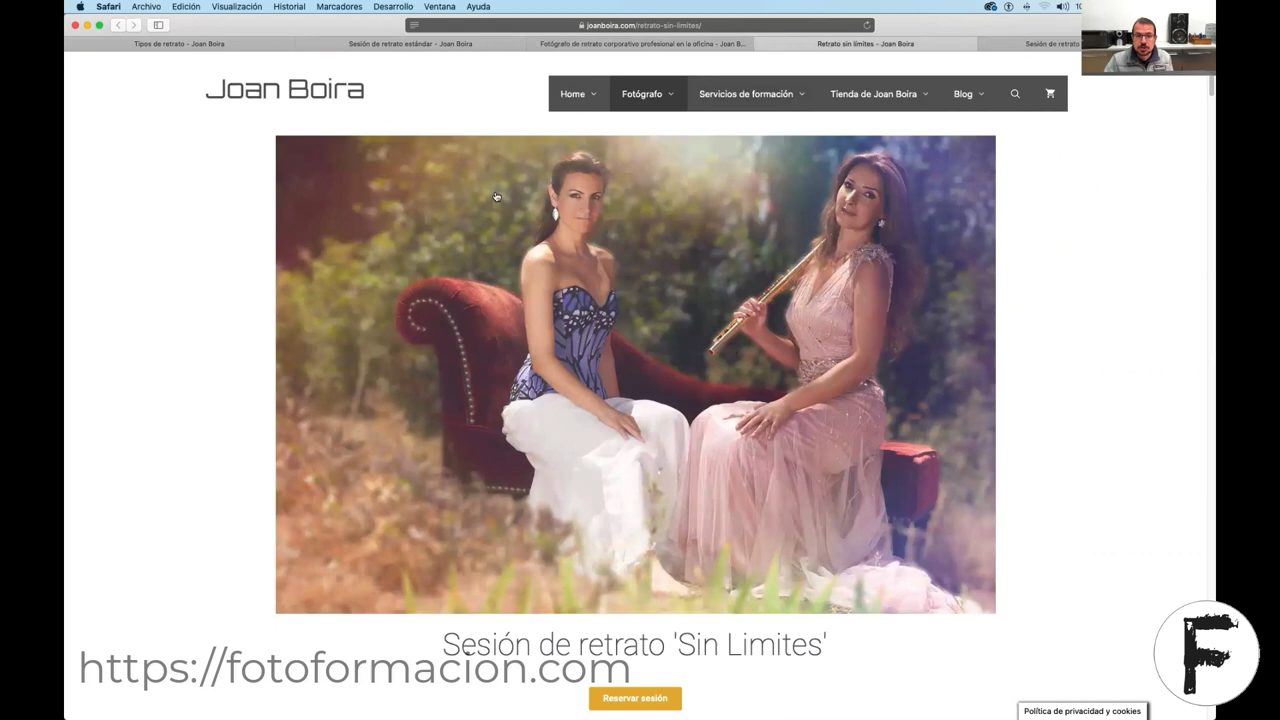 Safari Archivo Edición Visualización Historial Marcadores Desarrollo Ventana Ayuda
joanboira.com/retrato-sin-limites/
Tipos de retrato - Joan Boira
Sesión de retrato estándar - Joan Boira
Fotógrafo de retrato corporativo profesional en la oficina - Joan B...
Retrato sin límites - Joan Boira
Sesión de retrato
Joan Boira
Home Fotógrafo Servicios de formación Tienda de Joan Boira Blog
Sesión de retrato 'Sin Limites'
https://fotoformacion.com
Reservar sesión
F
Política de privacidad y cookies